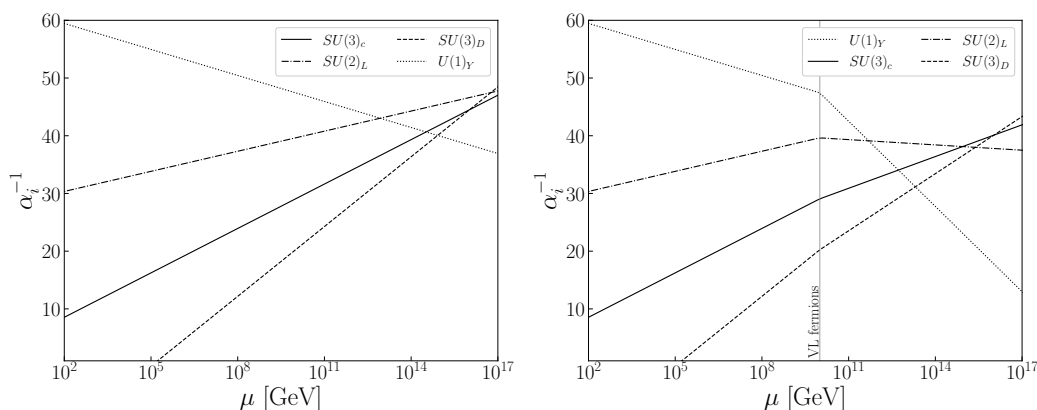 60
50
40
30
20
10
α_i^{-1}
SU(3)_c SU(3)_D
SU(2)_L U(1)_Y
10^2 10^5 10^8 10^11 10^14 10^17
μ [GeV]
60
50
40
30
20
10
α_i^{-1}
U(1)_Y SU(2)_L
SU(3)_c SU(3)_D
VL fermions
10^2 10^5 10^8 10^11 10^14 10^17
μ [GeV]